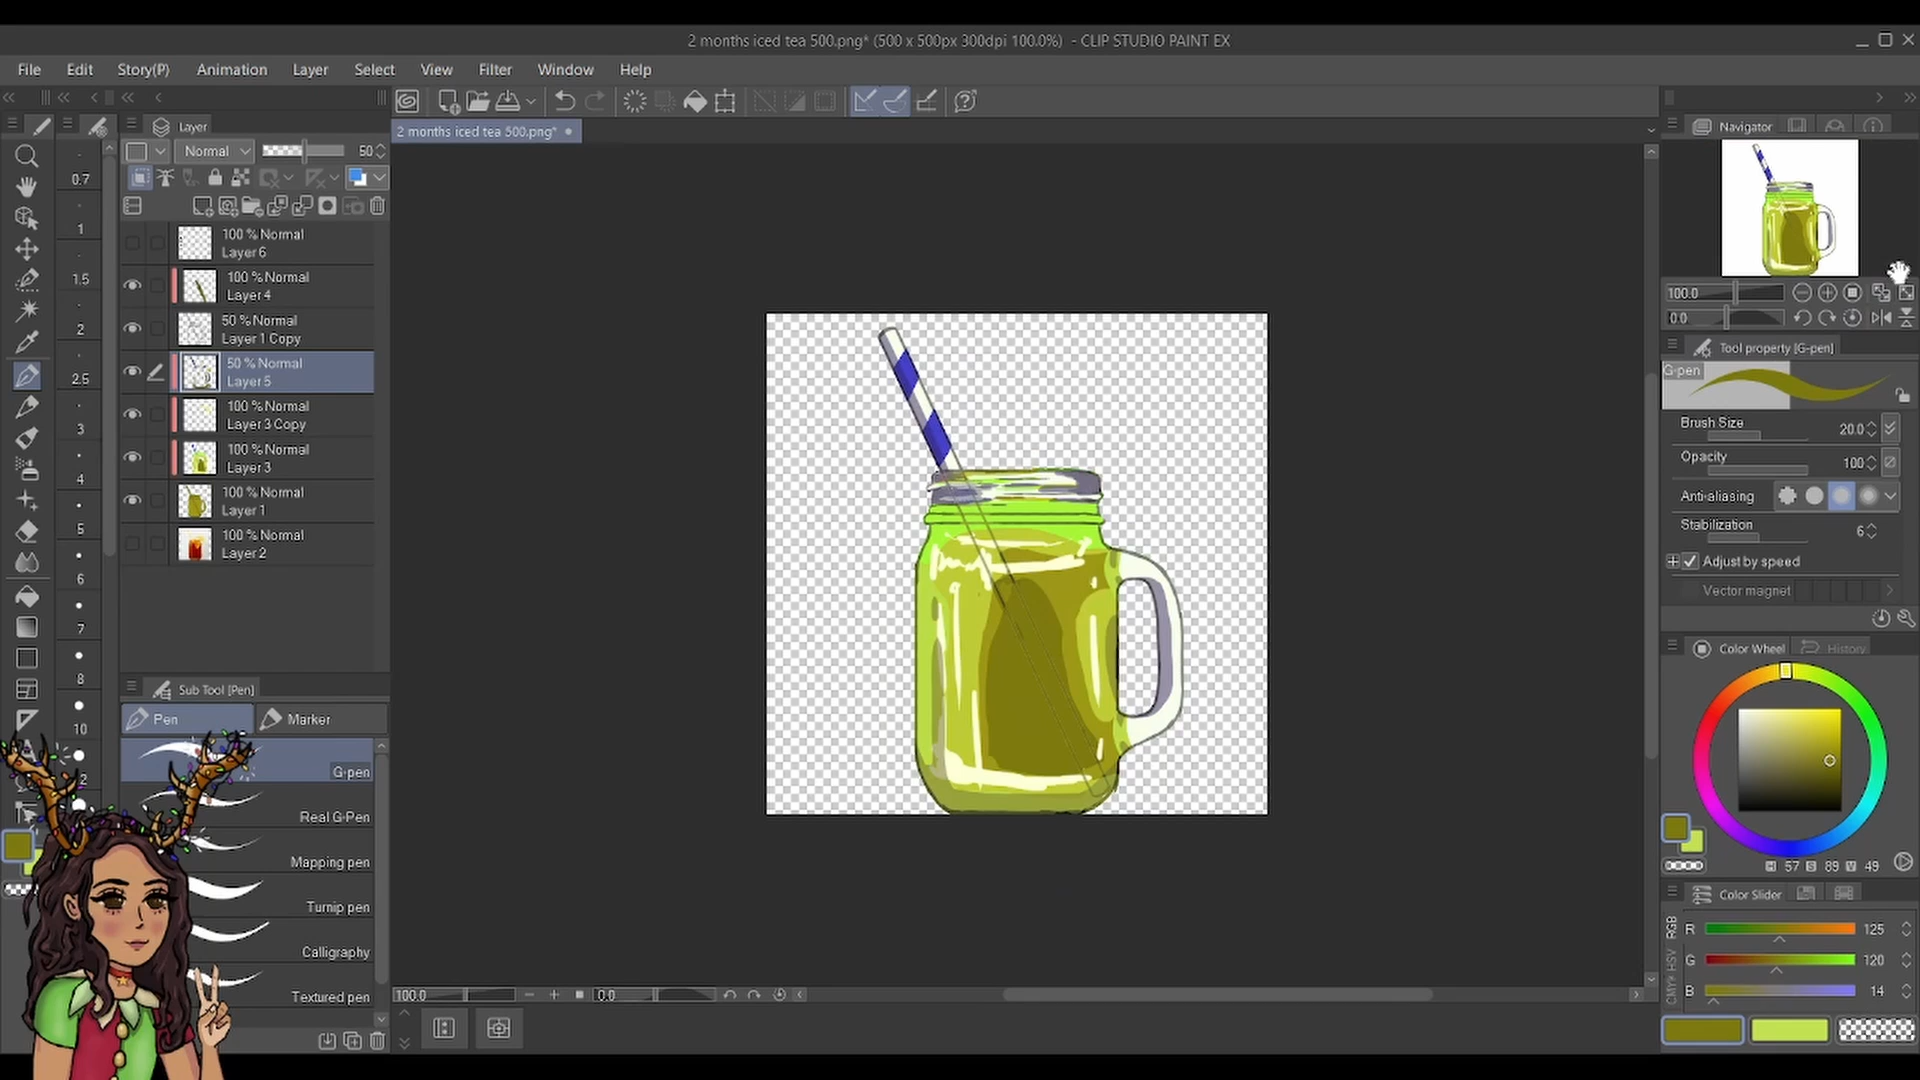 2 months iced tea 500.png* (500 x 500px 300dpi 100.0%) - CLIP STUDIO PAINT EX
File Edit Story(P) Animation Layer Select View Filter Window Help
Layer
Normal 50
100 % Normal
Layer 6
100 % Normal
Layer 4
50 % Normal
Layer 1 Copy
50 % Normal
Layer 5
100 % Normal
Layer 3 Copy
100 % Normal
Layer 3
100 % Normal
Layer 1
100 % Normal
Layer 2
0.7
1
1.5
2
2.5
3
4
5
6
7
8
10
Sub Tool [Pen]
Pen Marker
G-pen
Real G-Pen
Mapping pen
Turnip pen
Calligraphy
Textured pen
2 months iced tea 500.png*
100.0 0.0
Navigator
100.0
0.0
Tool property [G-pen]
G-pen
Brush Size 20.0
Opacity 100
Anti-aliasing
Stabilization 6
Adjust by speed
Vector magnet
Color Wheel History
H 57 S 89 V 49
Color Slider
RGB
HSV
CMYK
R 125
G 120
B 14